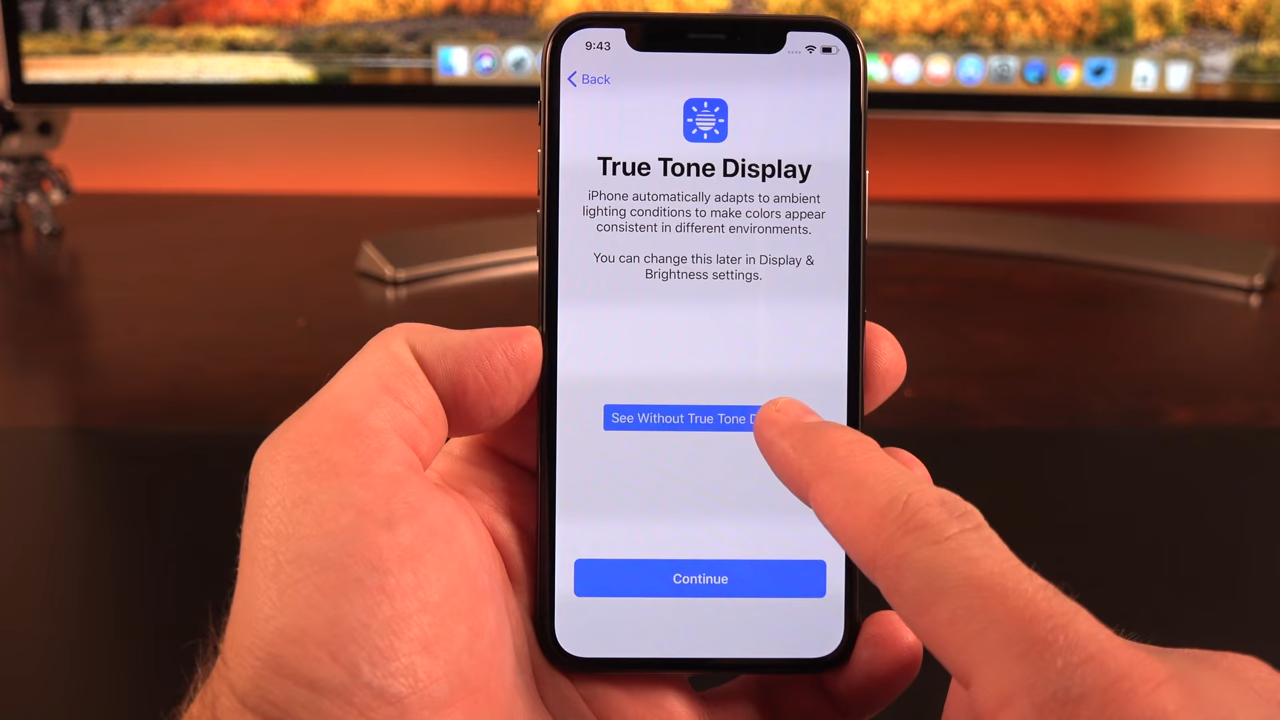 9:43
Back
True Tone Display
iPhone automatically adapts to ambient
lighting conditions to make colors appear
consistent in different environments.
You can change this later in Display &
Brightness settings.
See Without True Tone
Continue